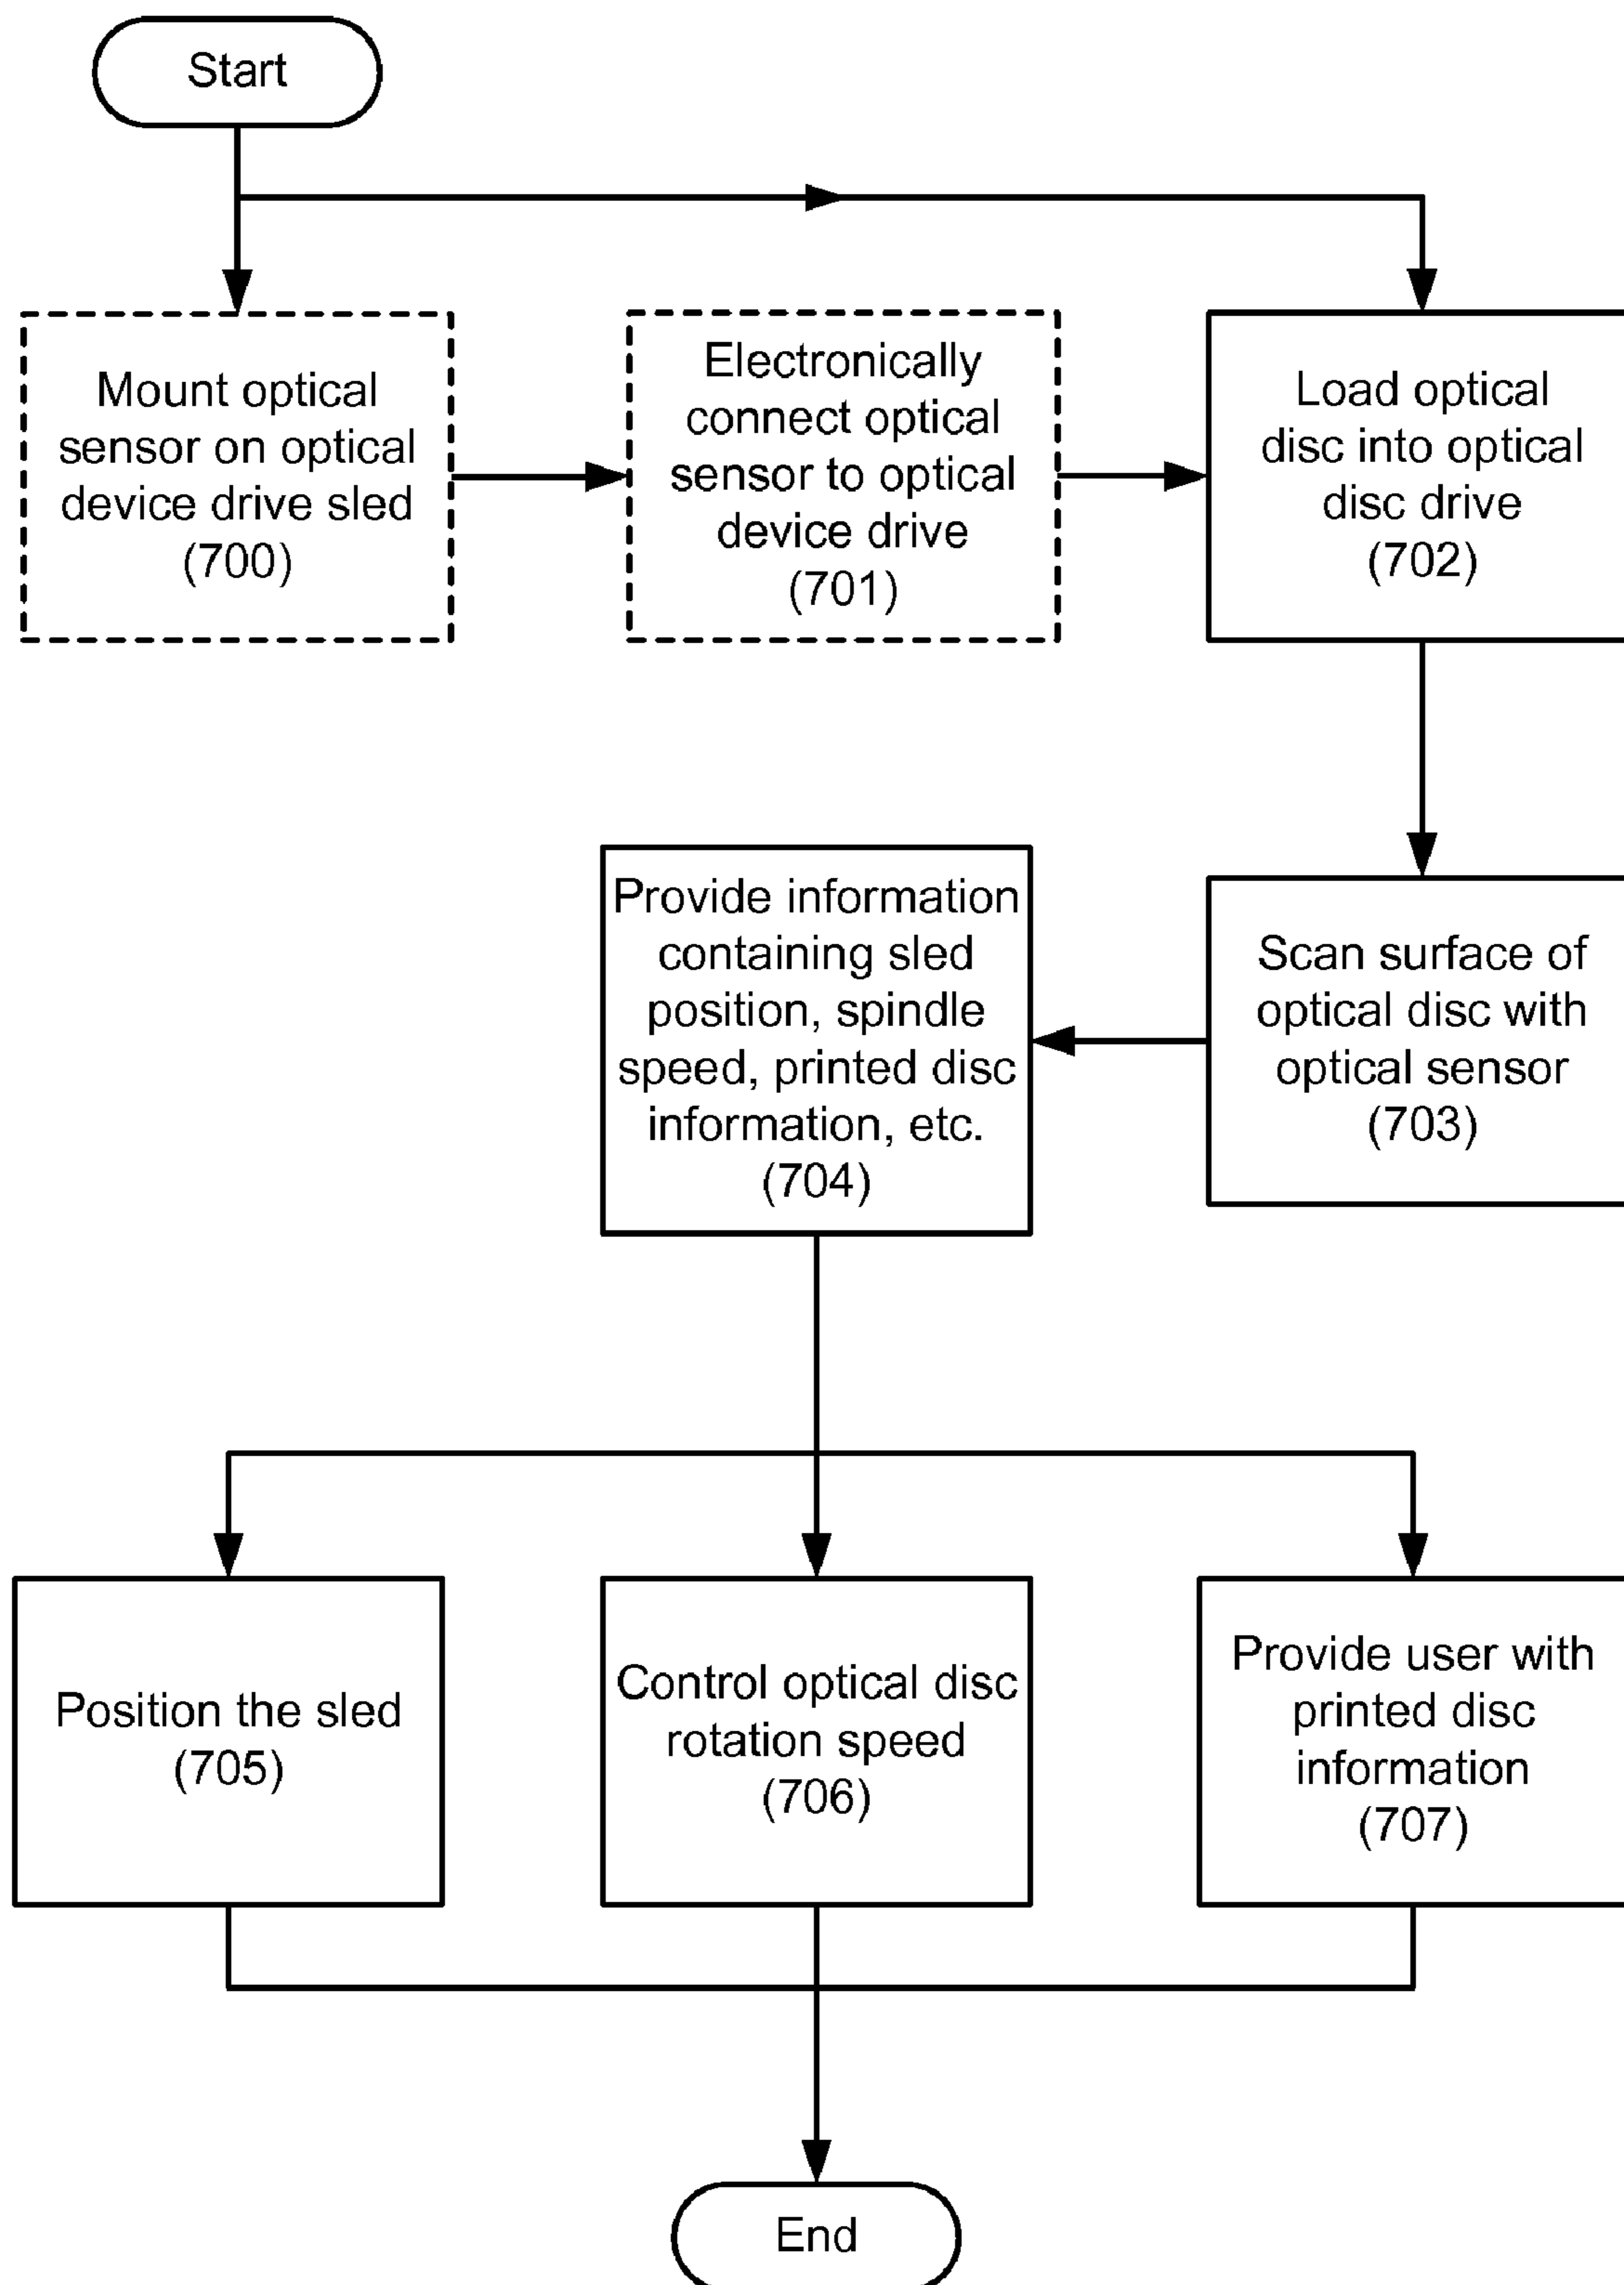 Start
Mount optical
sensor on optical
device drive sled
(700)
Electronically
connect optical
sensor to optical
device drive
(701)
Load optical
disc into optical
disc drive
(702)
Scan surface of
optical disc with
optical sensor
(703)
Provide information
containing sled
position, spindle
speed, printed disc
information, etc.
(704)
Position the sled
(705)
Control optical disc
rotation speed
(706)
Provide user with
printed disc
information
(707)
End